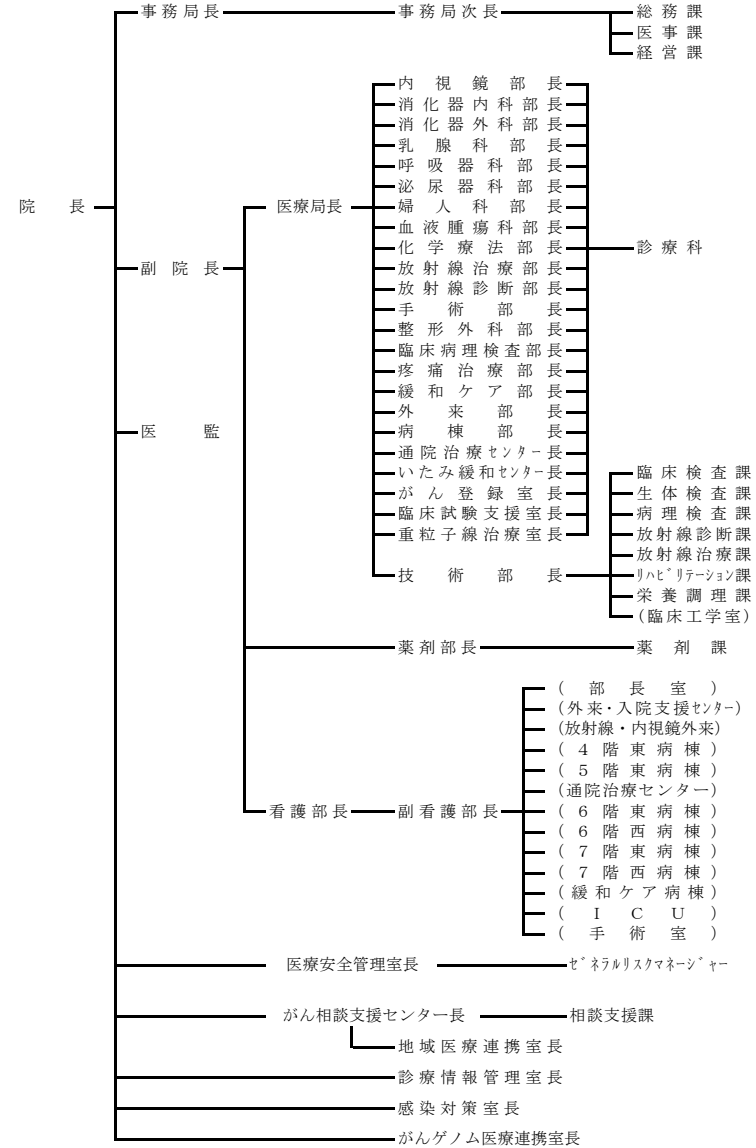 事務局長 事務局次長 総務課
医事課
経営課
内視鏡部長
消化器内科部長
消化器外科部長
乳腺科部長
呼吸器科部長
泌尿器科部長
院長 医療局長 婦人科部長
血液腫瘍科部長
化学療法部長 診療科
副院長 放射線治療部長
放射線診断部長
手術部長
整形外科部長
臨床病理検査部長
疼痛治療部長
緩和ケア部長
外来部長
医監 病棟部長
通院治療センター長
いたみ緩和センター長 臨床検査課
がん登録室長 生体検査課
臨床試験支援室長 病理検査課
重粒子線治療室長 放射線診断課
放射線治療課
技術部長 リハビリテーション課
栄養調理課
(臨床工学室)
薬剤部長 薬剤課
(部長室)
(外来・入院支援センター)
(放射線・内視鏡外来)
(4階東病棟)
(5階東病棟)
(通院治療センター)
看護部長 副看護部長 (6階東病棟)
(6階西病棟)
(7階東病棟)
(7階西病棟)
(緩和ケア病棟)
(ICU)
(手術室)
医療安全管理室長 ゼネラルリスクマネージャー
がん相談支援センター長 相談支援課
地域医療連携室長
診療情報管理室長
感染対策室長
がんゲノム医療連携室長